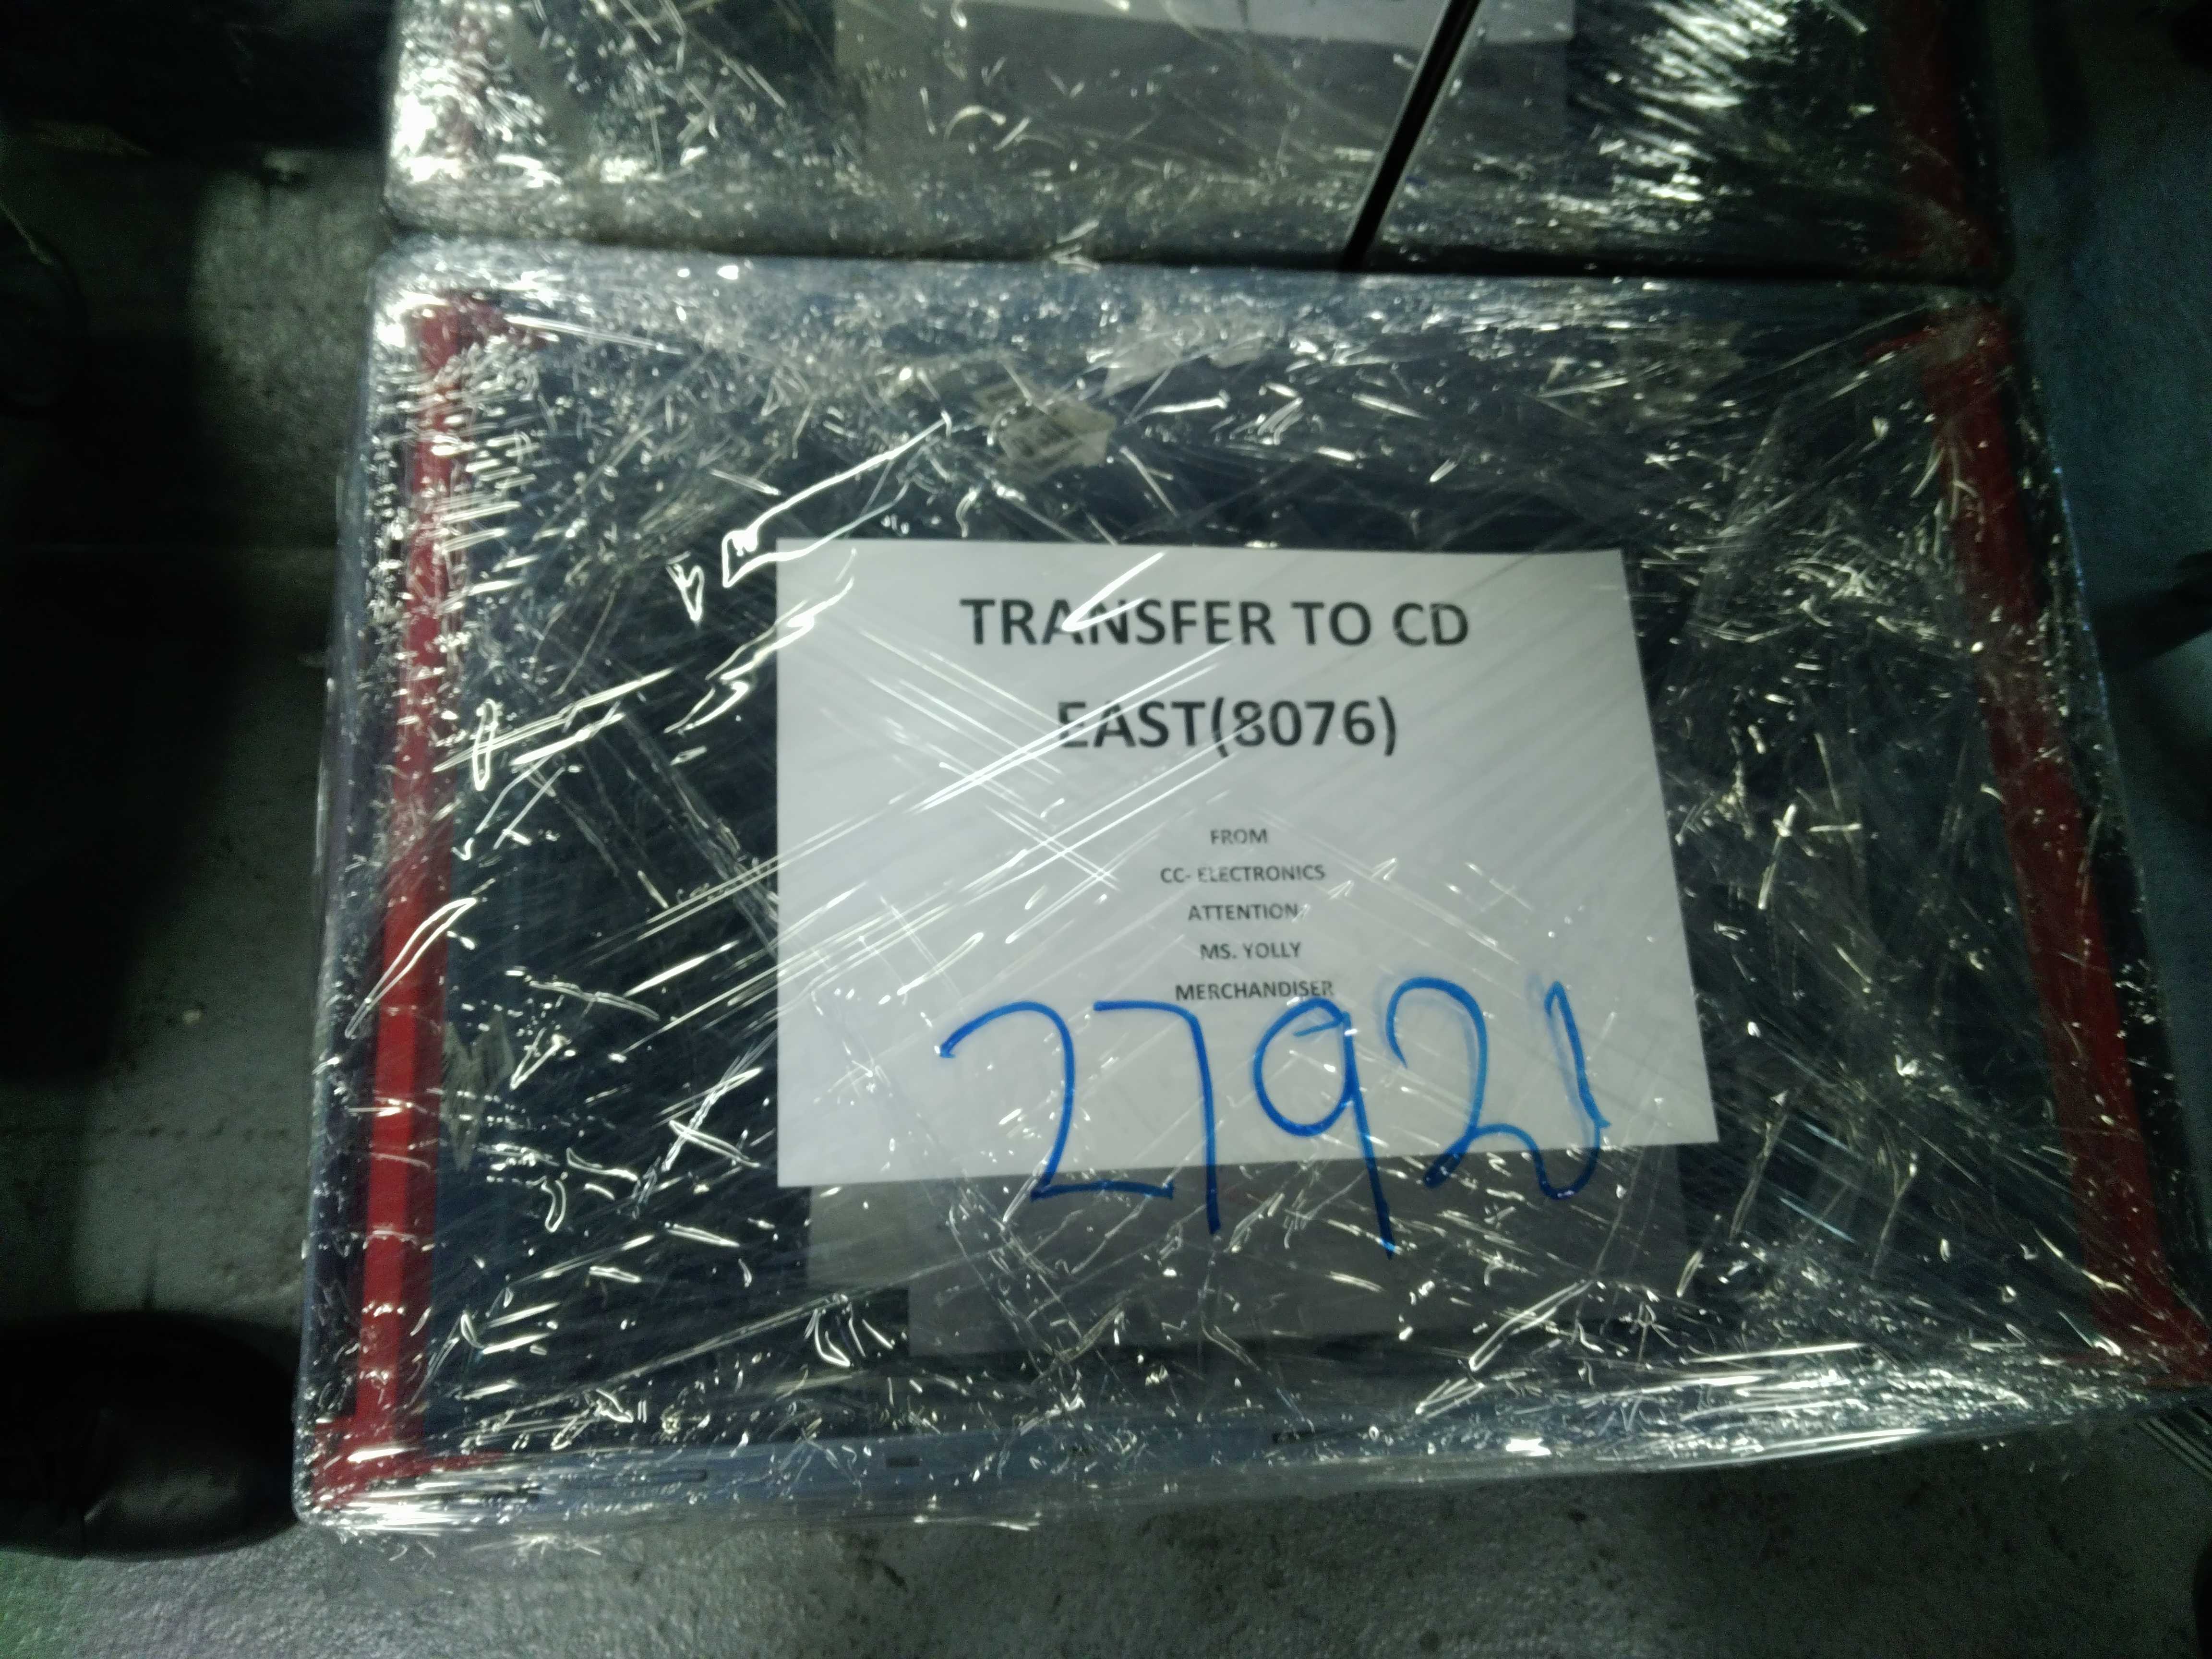 TRANSFER TO CD
EAST(8076)
FROM
CC- ELECTRONICS
ATTENTION:
MS. YOLLY
MERCHANDISER
27921